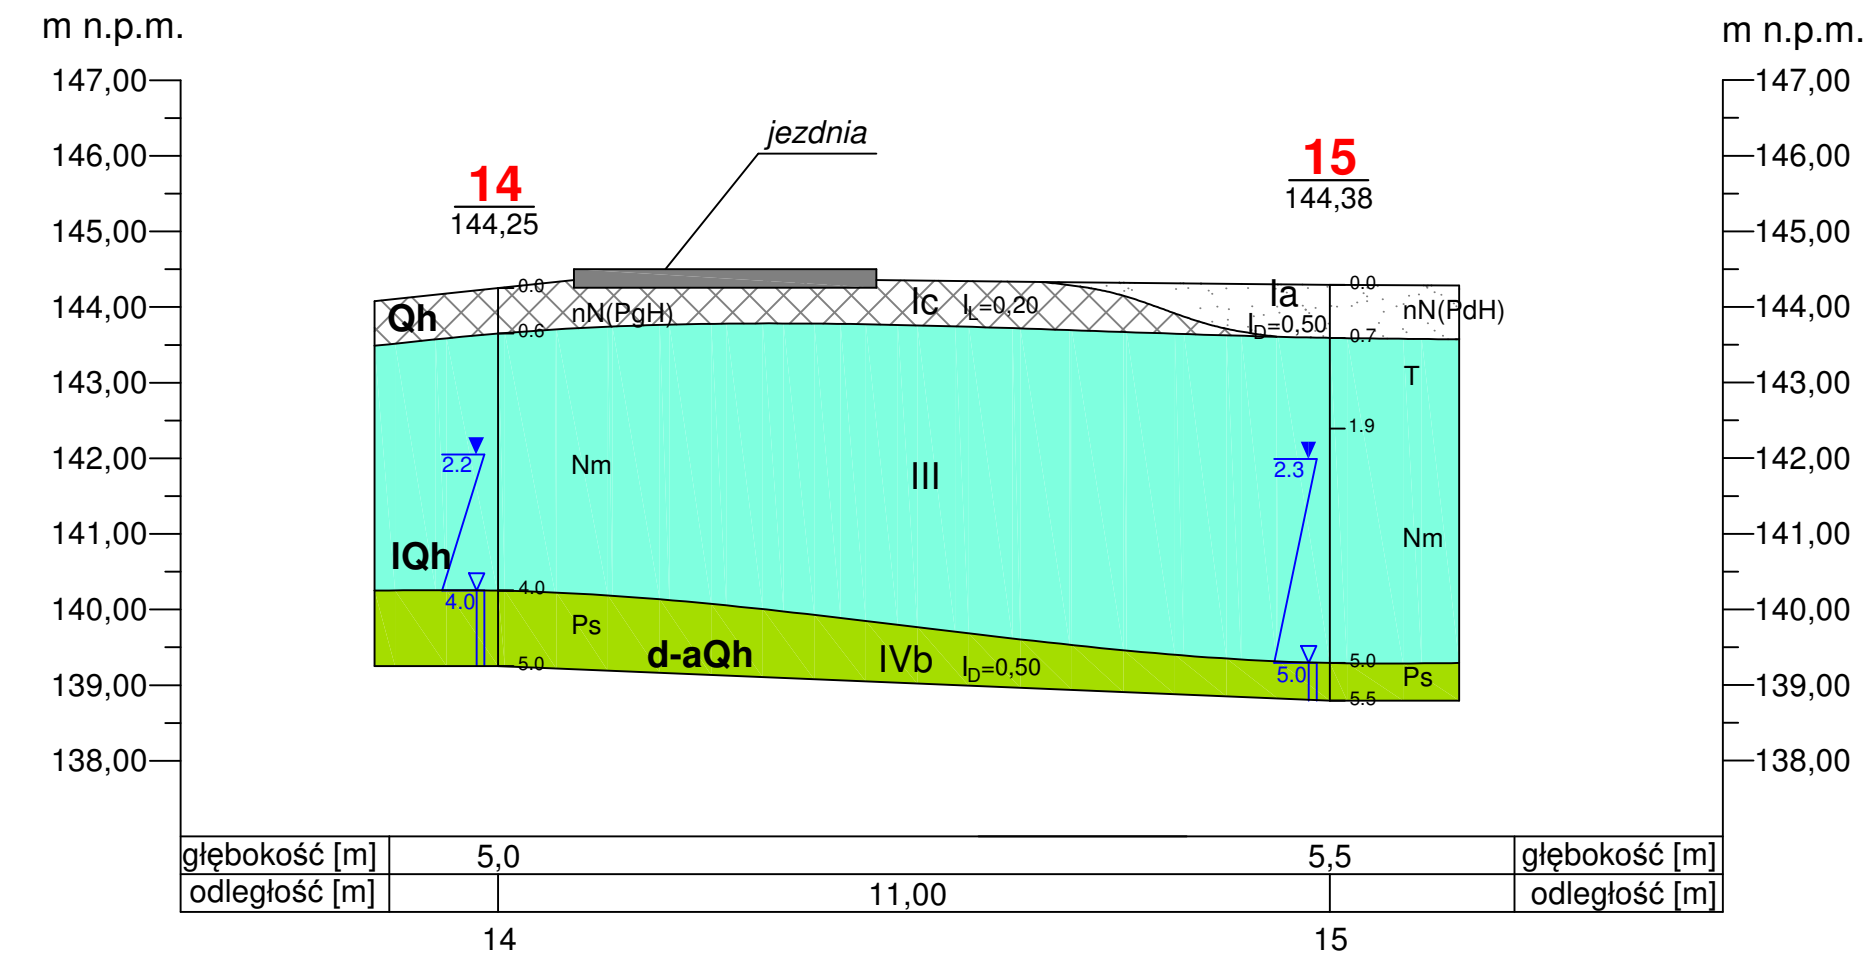 m n.p.m.
m n.p.m.
147,00
147,00
jezdnia
146,00
15
146,00
14
144,38
144,25
145,00
145,00
0.0
0.0
144,00
Qh
nN(PgH)
Ic
IL=0,20
Ia
ID=0,50
nN(PdH)
144,00
0.6
0.7
143,00
T
143,00
1.9
142,00
2.2
Nm
III
2.3
142,00
141,00
Nm
141,00
lQh
140,00
4.0
4.0
140,00
Ps
d-aQh
IVb
ID=0,50
5.0
5.0
5.0
Ps
139,00
5.5
139,00
138,00
138,00
głębokość [m]
5,0
5,5
głębokość [m]
odległość [m]
11,00
odległość [m]
14
15